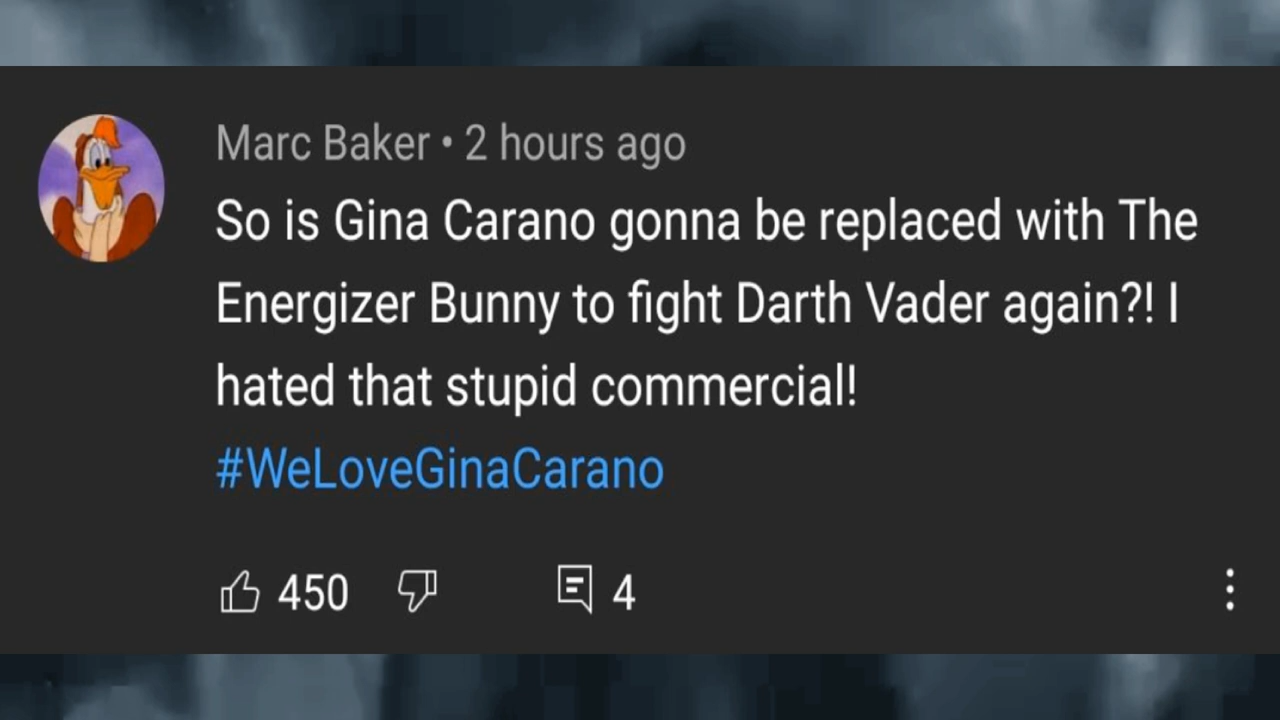 Marc Baker • 2 hours ago
So is Gina Carano gonna be replaced with The
Energizer Bunny to fight Darth Vader again?! I
hated that stupid commercial!
#WeLoveGinaCarano
450 4